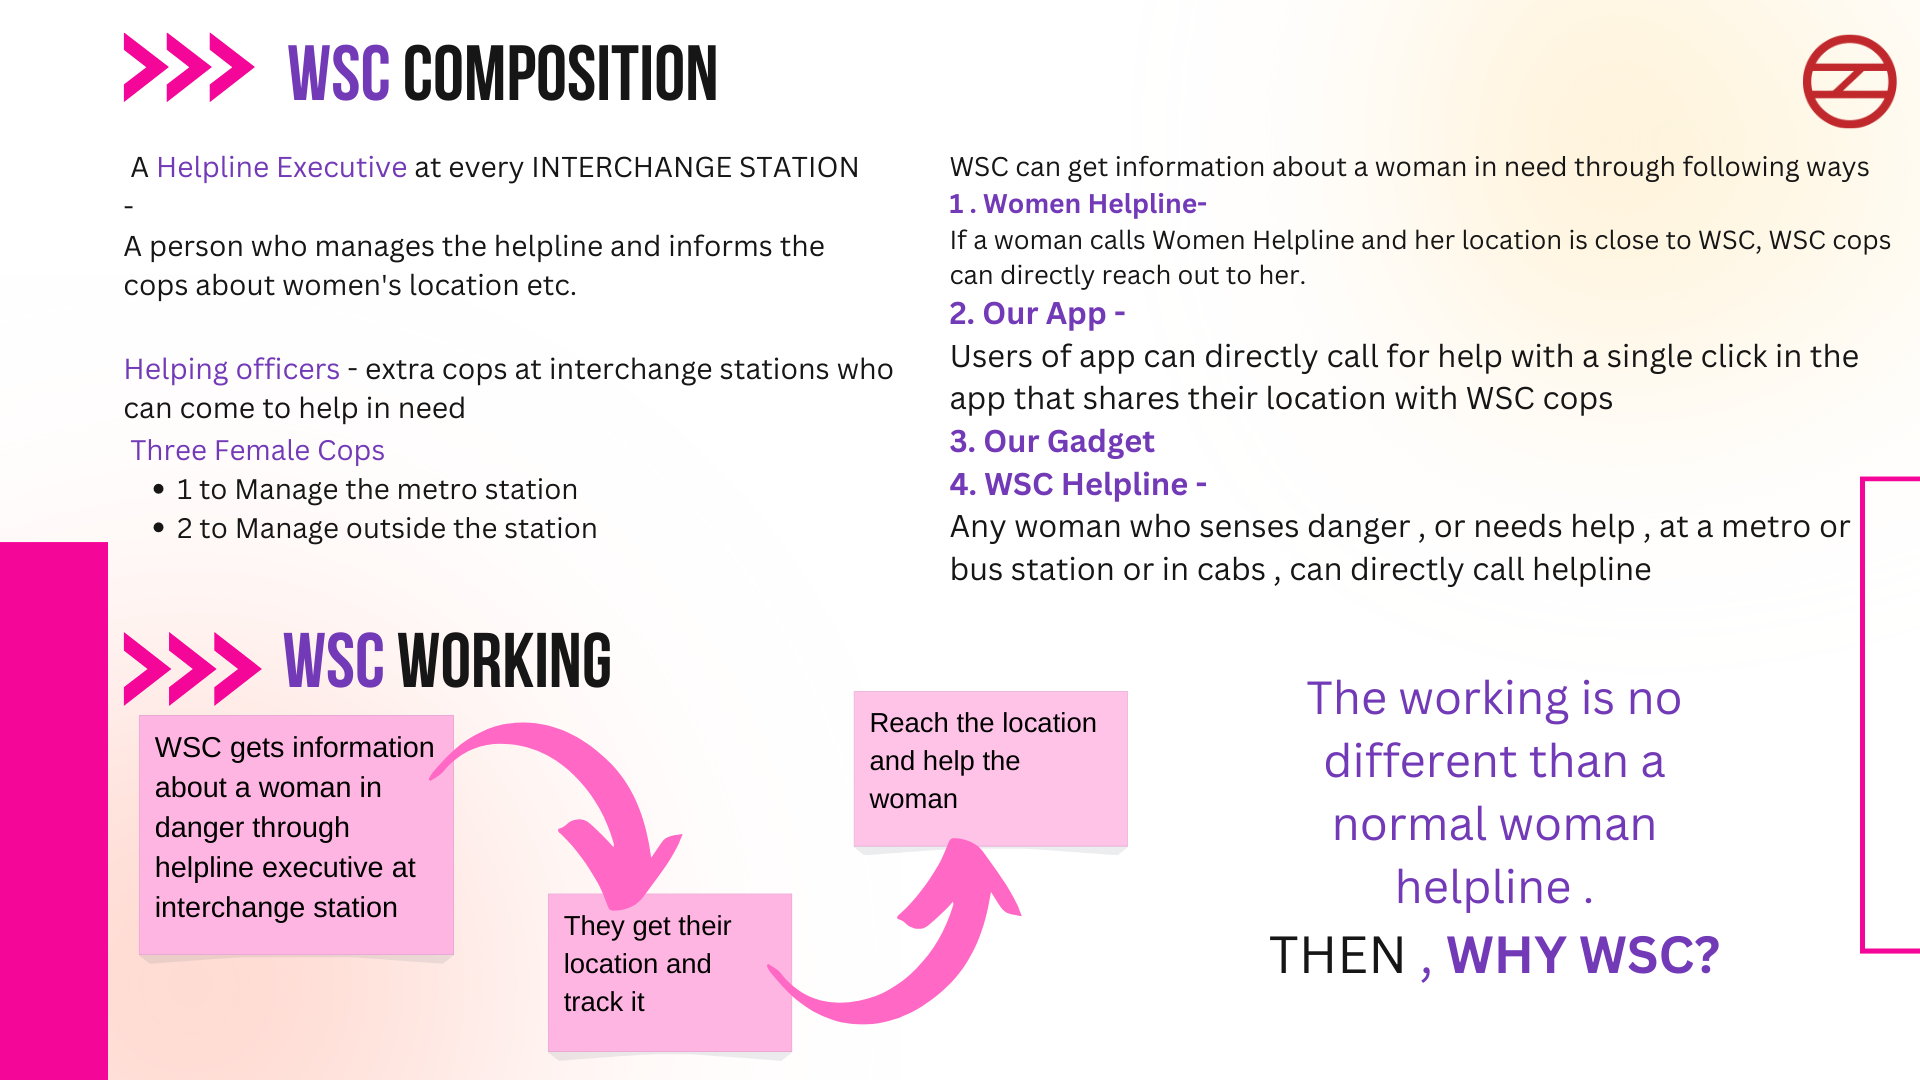 WSC COMPOSITION
A Helpline Executive at every INTERCHANGE STATION
-
A person who manages the helpline and informs the
cops about women's location etc.
Helping officers - extra cops at interchange stations who
can come to help in need
Three Female Cops
• 1 to Manage the metro station
• 2 to Manage outside the station
WSC can get information about a woman in need through following ways
1 . Women Helpline-
If a woman calls Women Helpline and her location is close to WSC, WSC cops
can directly reach out to her.
2. Our App -
Users of app can directly call for help with a single click in the
app that shares their location with WSC cops
3. Our Gadget
4. WSC Helpline -
Any woman who senses danger , or needs help , at a metro or
bus station or in cabs , can directly call helpline
WSC WORKING
WSC gets information
about a woman in
danger through
helpline executive at
interchange station
They get their
location and
track it
Reach the location
and help the
woman
The working is no
different than a
normal woman
helpline .
THEN , WHY WSC?